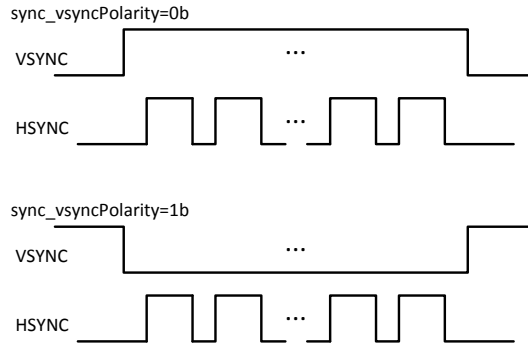 sync_vsyncPolarity=0b
VSYNC
...
HSYNC
...
sync_vsyncPolarity=1b
VSYNC
...
HSYNC
...